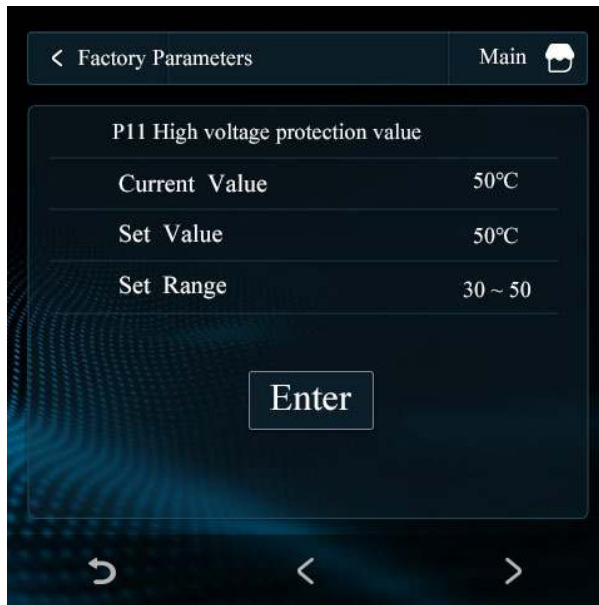 Factory Parameters Main
P11 High voltage protection value
Current Value 50℃
Set Value 50℃
Set Range 30 ~ 50
Enter